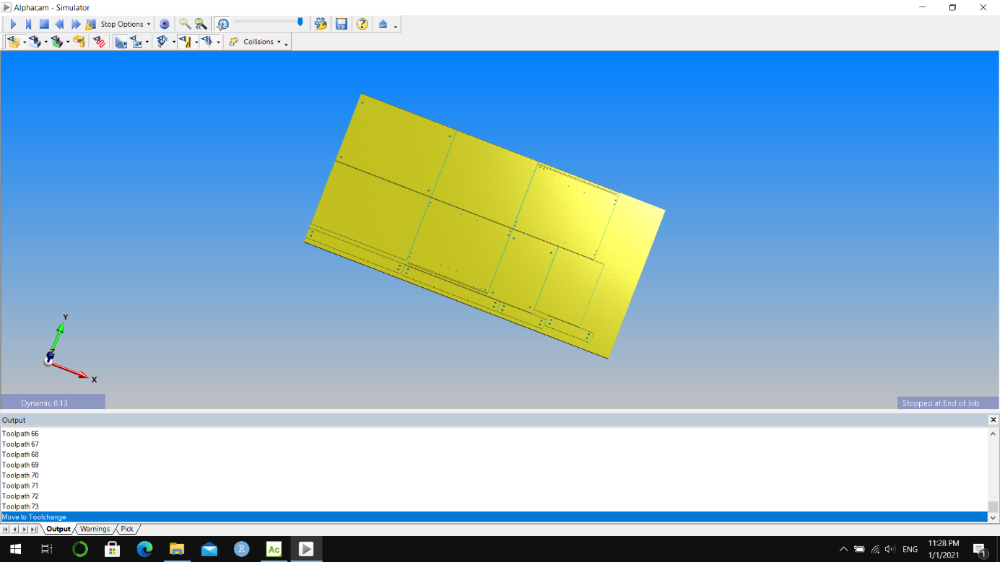 Alphacam - Simulator
Stop Options
Collisions
Y
Z
X
Dynamic 0.13
Stopped at End of Job
Output
Toolpath 66
Toolpath 67
Toolpath 68
Toolpath 69
Toolpath 70
Toolpath 71
Toolpath 72
Toolpath 73
Move to Toolchange
Output Warnings Pick
R Ac ENG 11:28 PM
1/1/2021 1